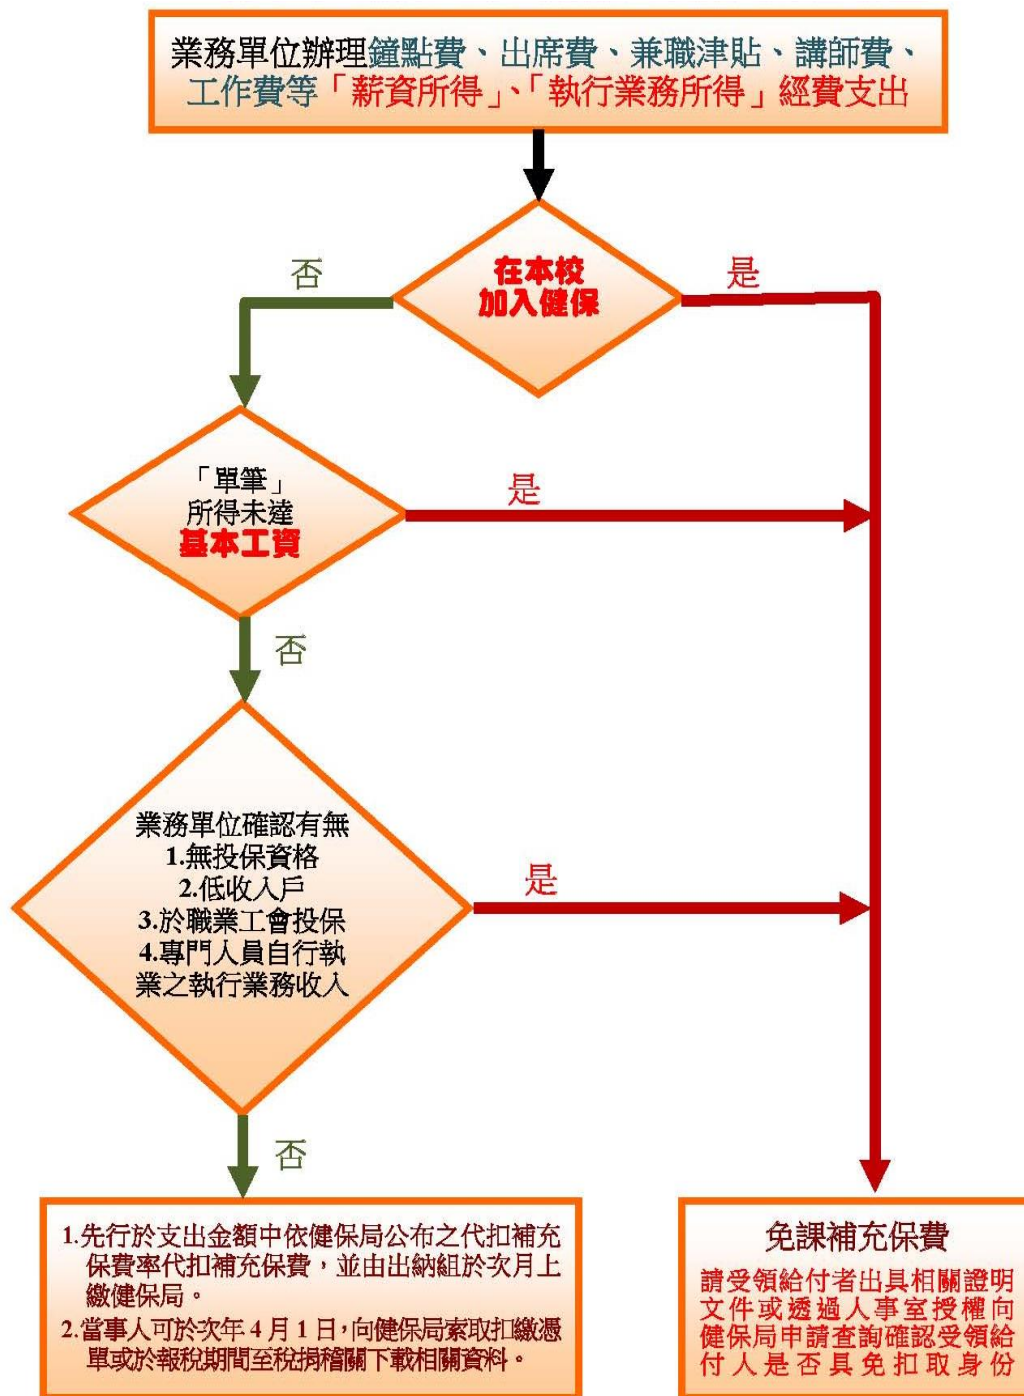 業務單位辦理鐘點費、出席費、兼職津貼、講師費、
工作費等「薪資所得」、「執行業務所得」經費支出
在本校
加入健保
否
是
「單筆」
所得未達
基本工資
是
否
業務單位確認有無
1.無投保資格
2.低收入戶
3.於職業工會投保
4.專門人員自行執
業之執行業務收入
是
否
1.先行於支出金額中依健保局公布之代扣補充
保費率代扣補充保費，並由出納組於次月上
繳健保局。
2.當事人可於次年 4 月 1 日，向健保局索取扣繳憑
單或於報稅期間至稅捐稽關下載相關資料。
免課補充保費
請受領給付者出具相關證明
文件或透過人事室授權向
健保局申請查詢確認受領給
付人是否具免扣取身份